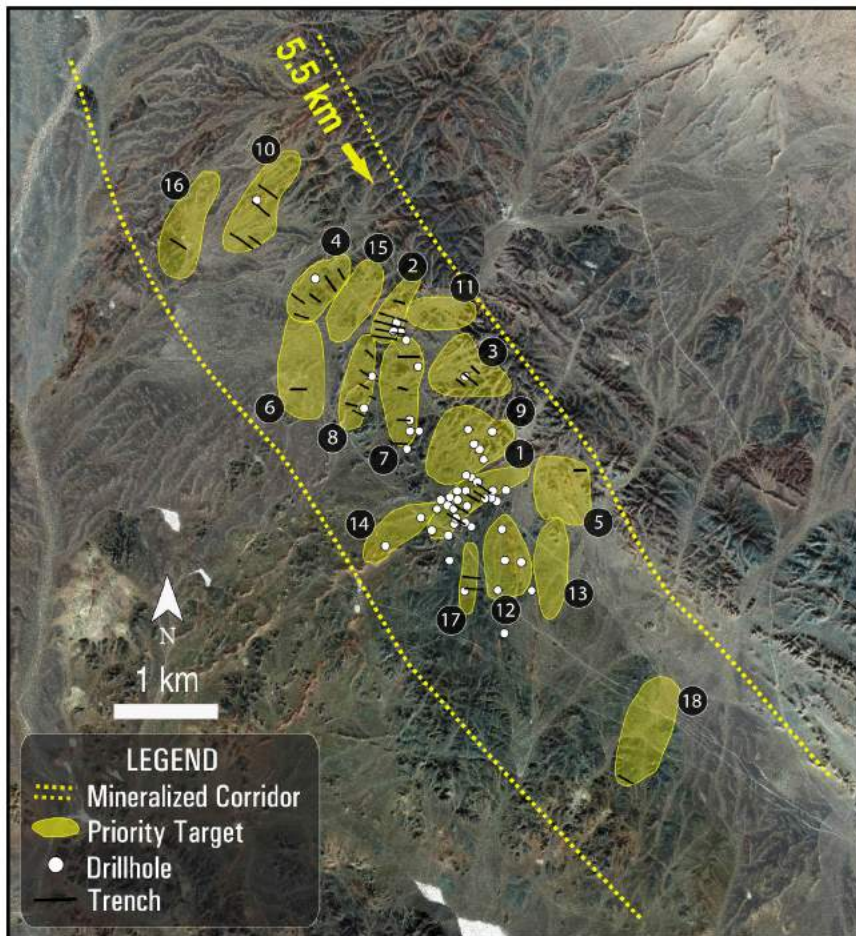 5.5 km
10
16
4
15
2
11
3
6
8
7
9
1
14
5
17
12
13
18
N
1 km
LEGEND
Mineralized Corridor
Priority Target
Drillhole
Trench